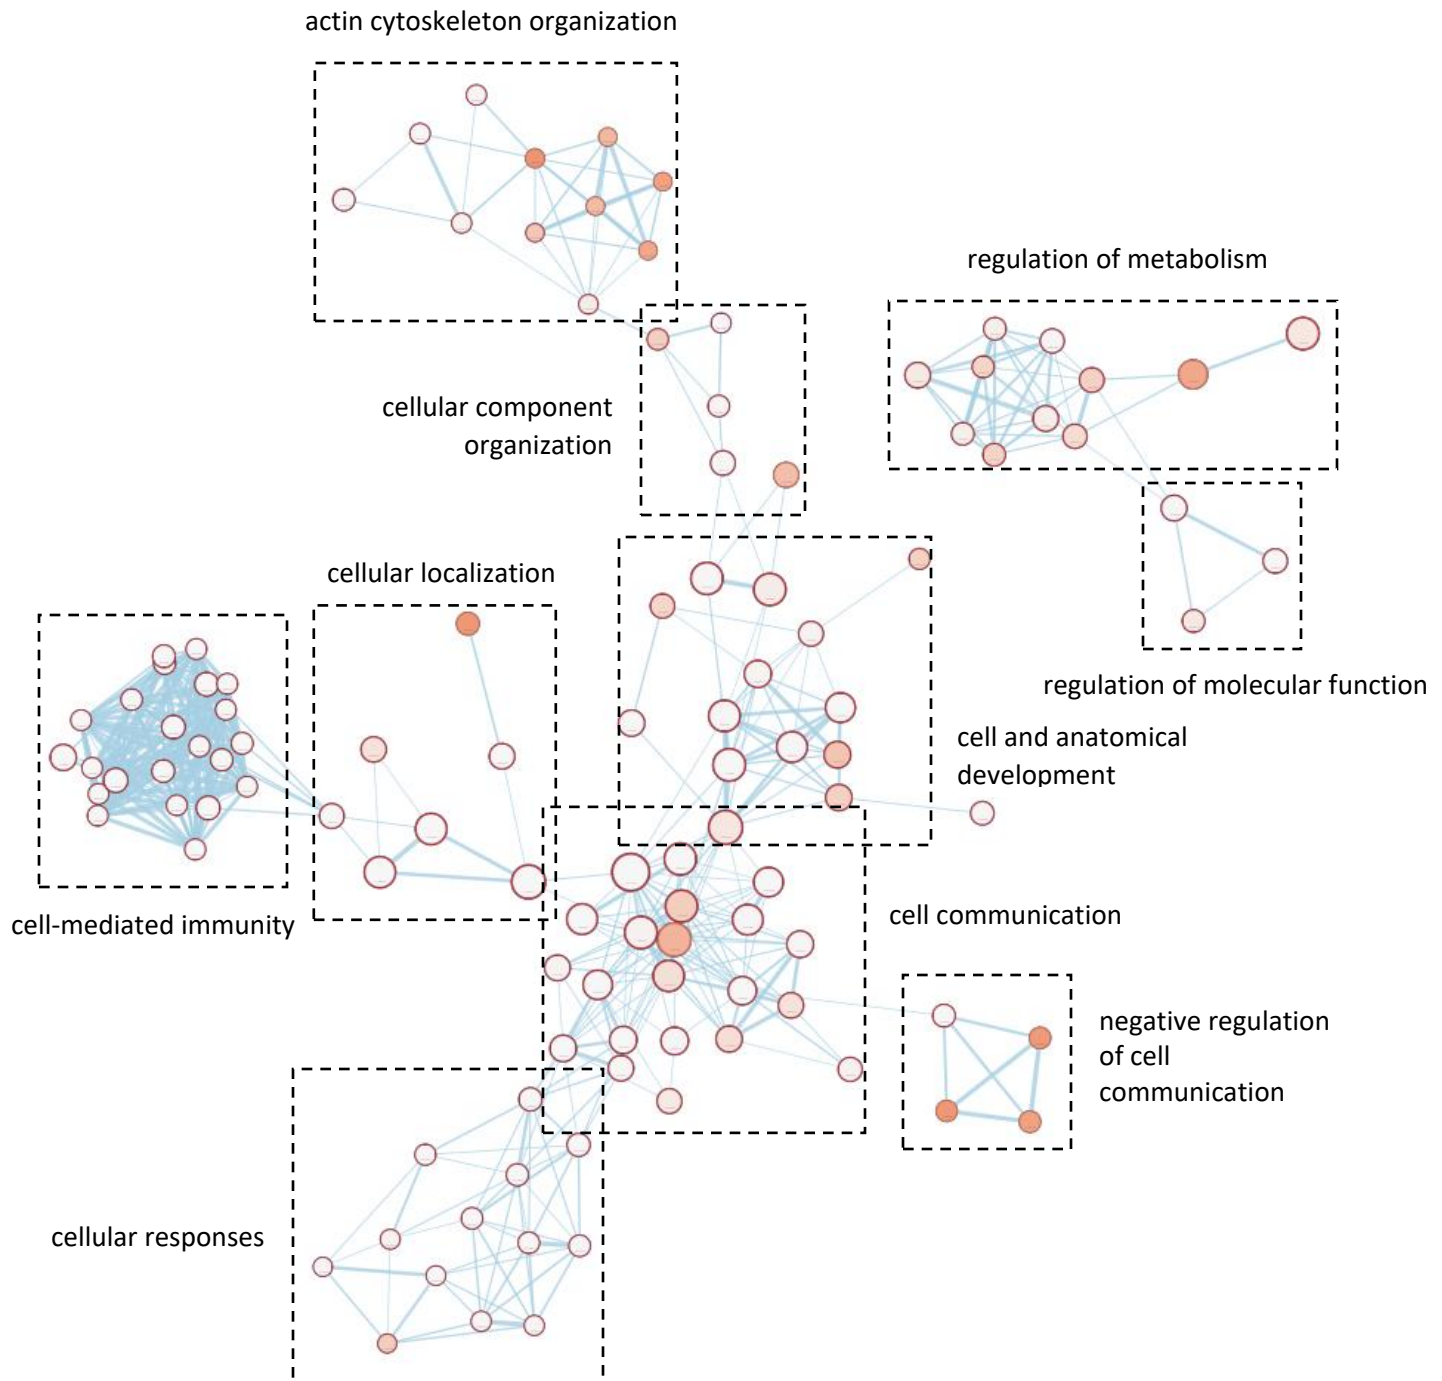 actin cytoskeleton organization
regulation of metabolism
cellular component
organization
cellular localization
regulation of molecular function
cell and anatomical
development
cell communication
cell-mediated immunity
negative regulation
of cell
communication
cellular responses